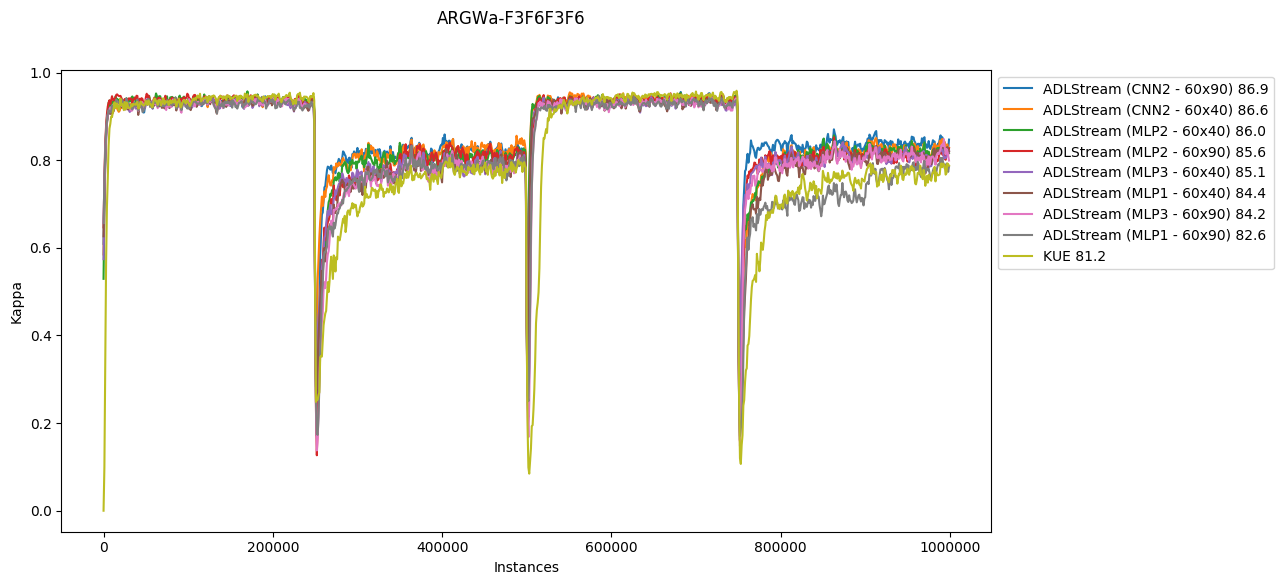 ARGWa-F3F6F3F6
1.0
0.8
0.6
0.4
0.2
0.0
Kappa
0
200000
400000
600000
800000
1000000
Instances
ADLStream (CNN2 - 60x90) 86.9
ADLStream (CNN2 - 60x40) 86.6
ADLStream (MLP2 - 60x40) 86.0
ADLStream (MLP2 - 60x90) 85.6
ADLStream (MLP3 - 60x40) 85.1
ADLStream (MLP1 - 60x40) 84.4
ADLStream (MLP3 - 60x90) 84.2
ADLStream (MLP1 - 60x90) 82.6
KUE 81.2